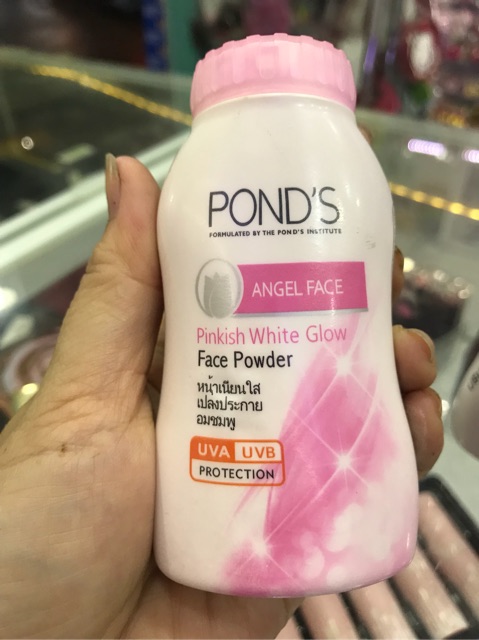 POND'S
FORMULATED BY THE POND'S INSTITUTE
ANGEL FACE
Pinkish White Glow
Face Powder
หน้าเนียนใส
เปล่งประกาย
อมชมพู
UVA UVB
PROTECTION